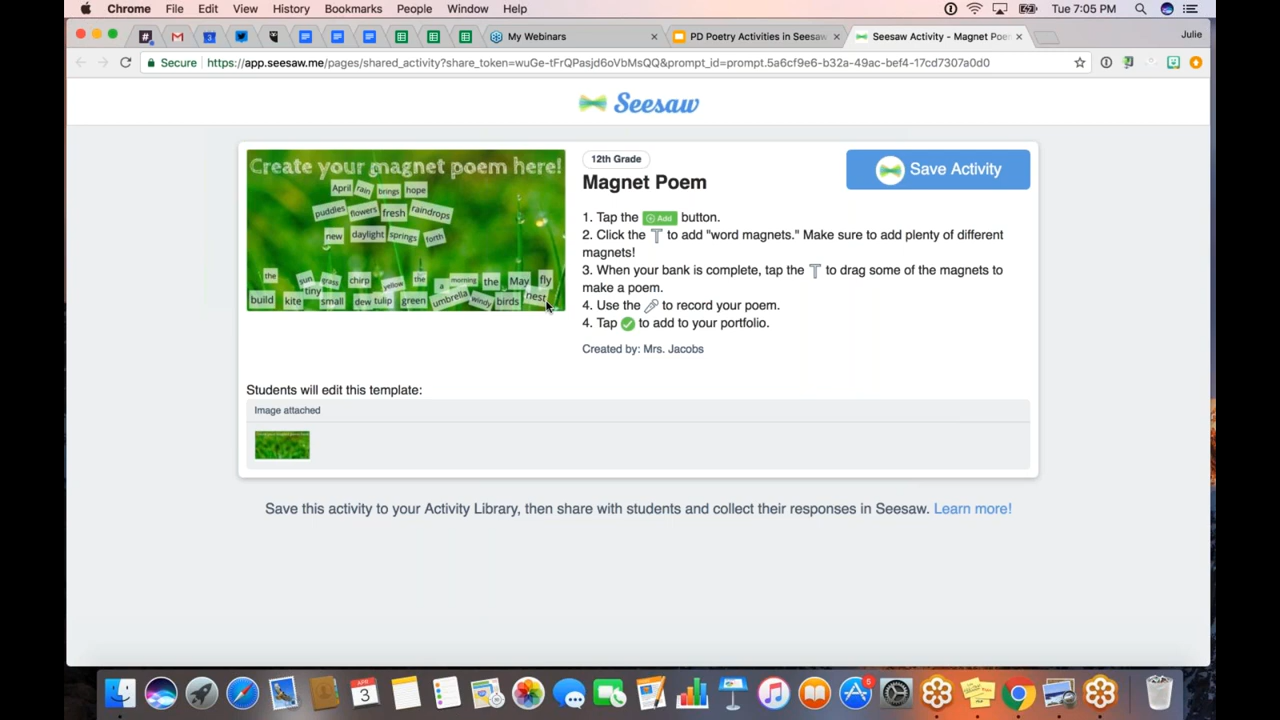 Chrome File Edit View History Bookmarks People Window Help Tue 7:05 PM
My Webinars PD Poetry Activities in Seesaw Seesaw Activity - Magnet Poe Julie
Secure https://app.seesaw.me/pages/shared_activity?share_token=wuGe-tFrQPasjd6oVbMsQQ&prompt_id=prompt.5a6cf9e6-b32a-49ac-bef4-17cd7307a0d0
Seesaw
Create your magnet poem here!
April rain brings hope
puddles flowers fresh raindrops
new daylight springs forth
the sun grass chirp yellow the a morning the May fly
build kite tiny small dew tulip green umbrella windy birds nest
12th Grade
Magnet Poem
Save Activity
1. Tap the Add button.
2. Click the T to add "word magnets." Make sure to add plenty of different
magnets!
3. When your bank is complete, tap the T to drag some of the magnets to
make a poem.
4. Use the to record your poem.
4. Tap to add to your portfolio.
Created by: Mrs. Jacobs
Students will edit this template:
Image attached
Save this activity to your Activity Library, then share with students and collect their responses in Seesaw. Learn more!
APR
3
6